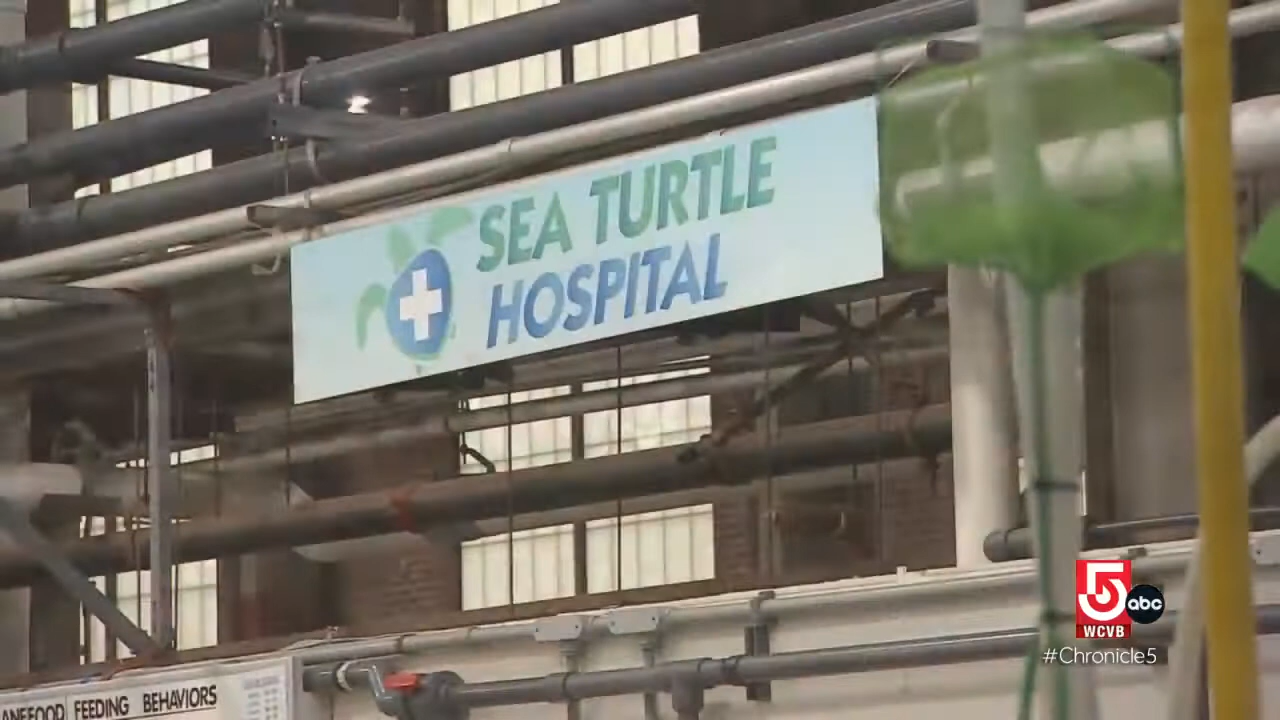 SEA TURTLE
HOSPITAL
5
abc
WCVB
#Chronicle5
FEEDING BEHAVIORS